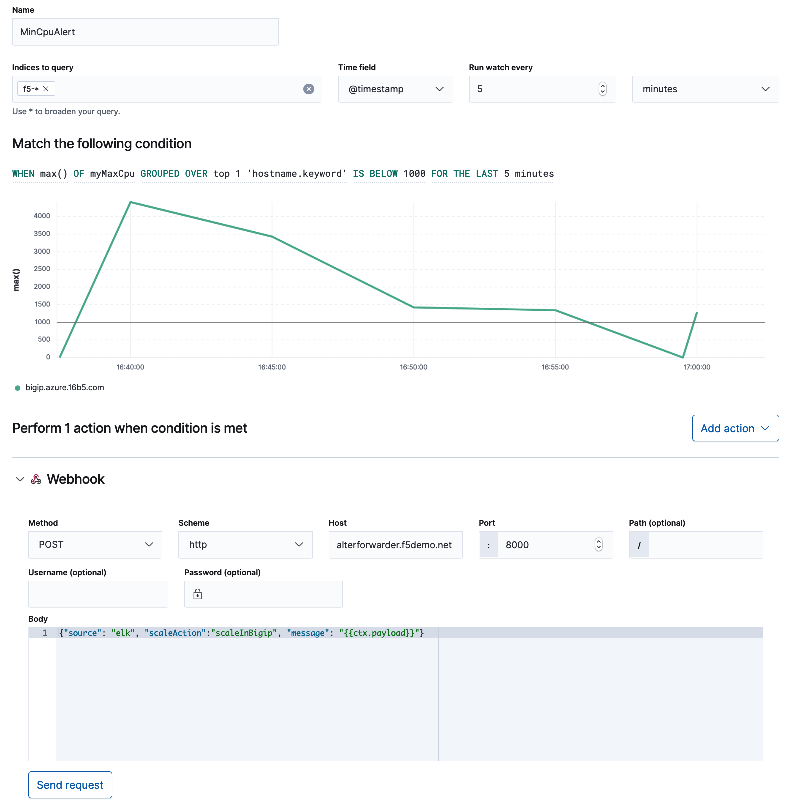 Name
MinCpuAlert
Indices to query Time field Run watch every
f5-* × @timestamp 5 minutes
Use * to broaden your query.
Match the following condition
WHEN max() OF myMaxCpu GROUPED OVER top 1 'hostname.keyword' IS BELOW 1000 FOR THE LAST 5 minutes
max()
4000
3500
3000
2500
2000
1500
1000
500
0
16:40:00 16:45:00 16:50:00 16:55:00 17:00:00
bigip.azure.16b5.com
Perform 1 action when condition is met Add action
Webhook
Method Scheme Host Port Path (optional)
POST http alterforwarder.f5demo.net : 8000 /
Username (optional) Password (optional)
Body
1 {"source": "elk", "scaleAction":"scaleInBigip", "message": "{{ctx.payload}}"}
Send request